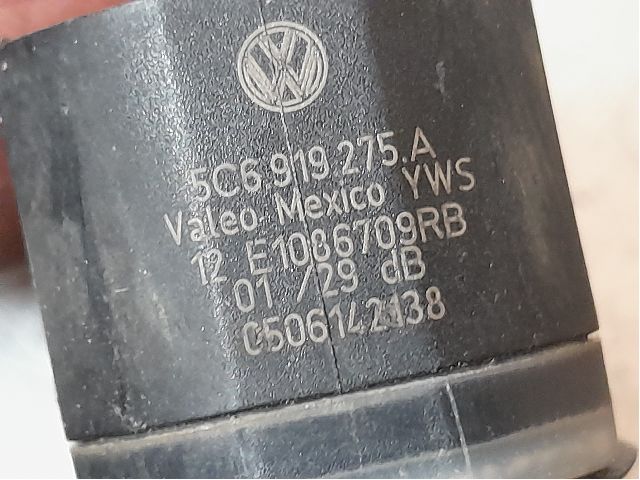 5C6 919 275.A
Valeo Mexico YWS
12 E1086709RB
01 /29 dB
0506142138